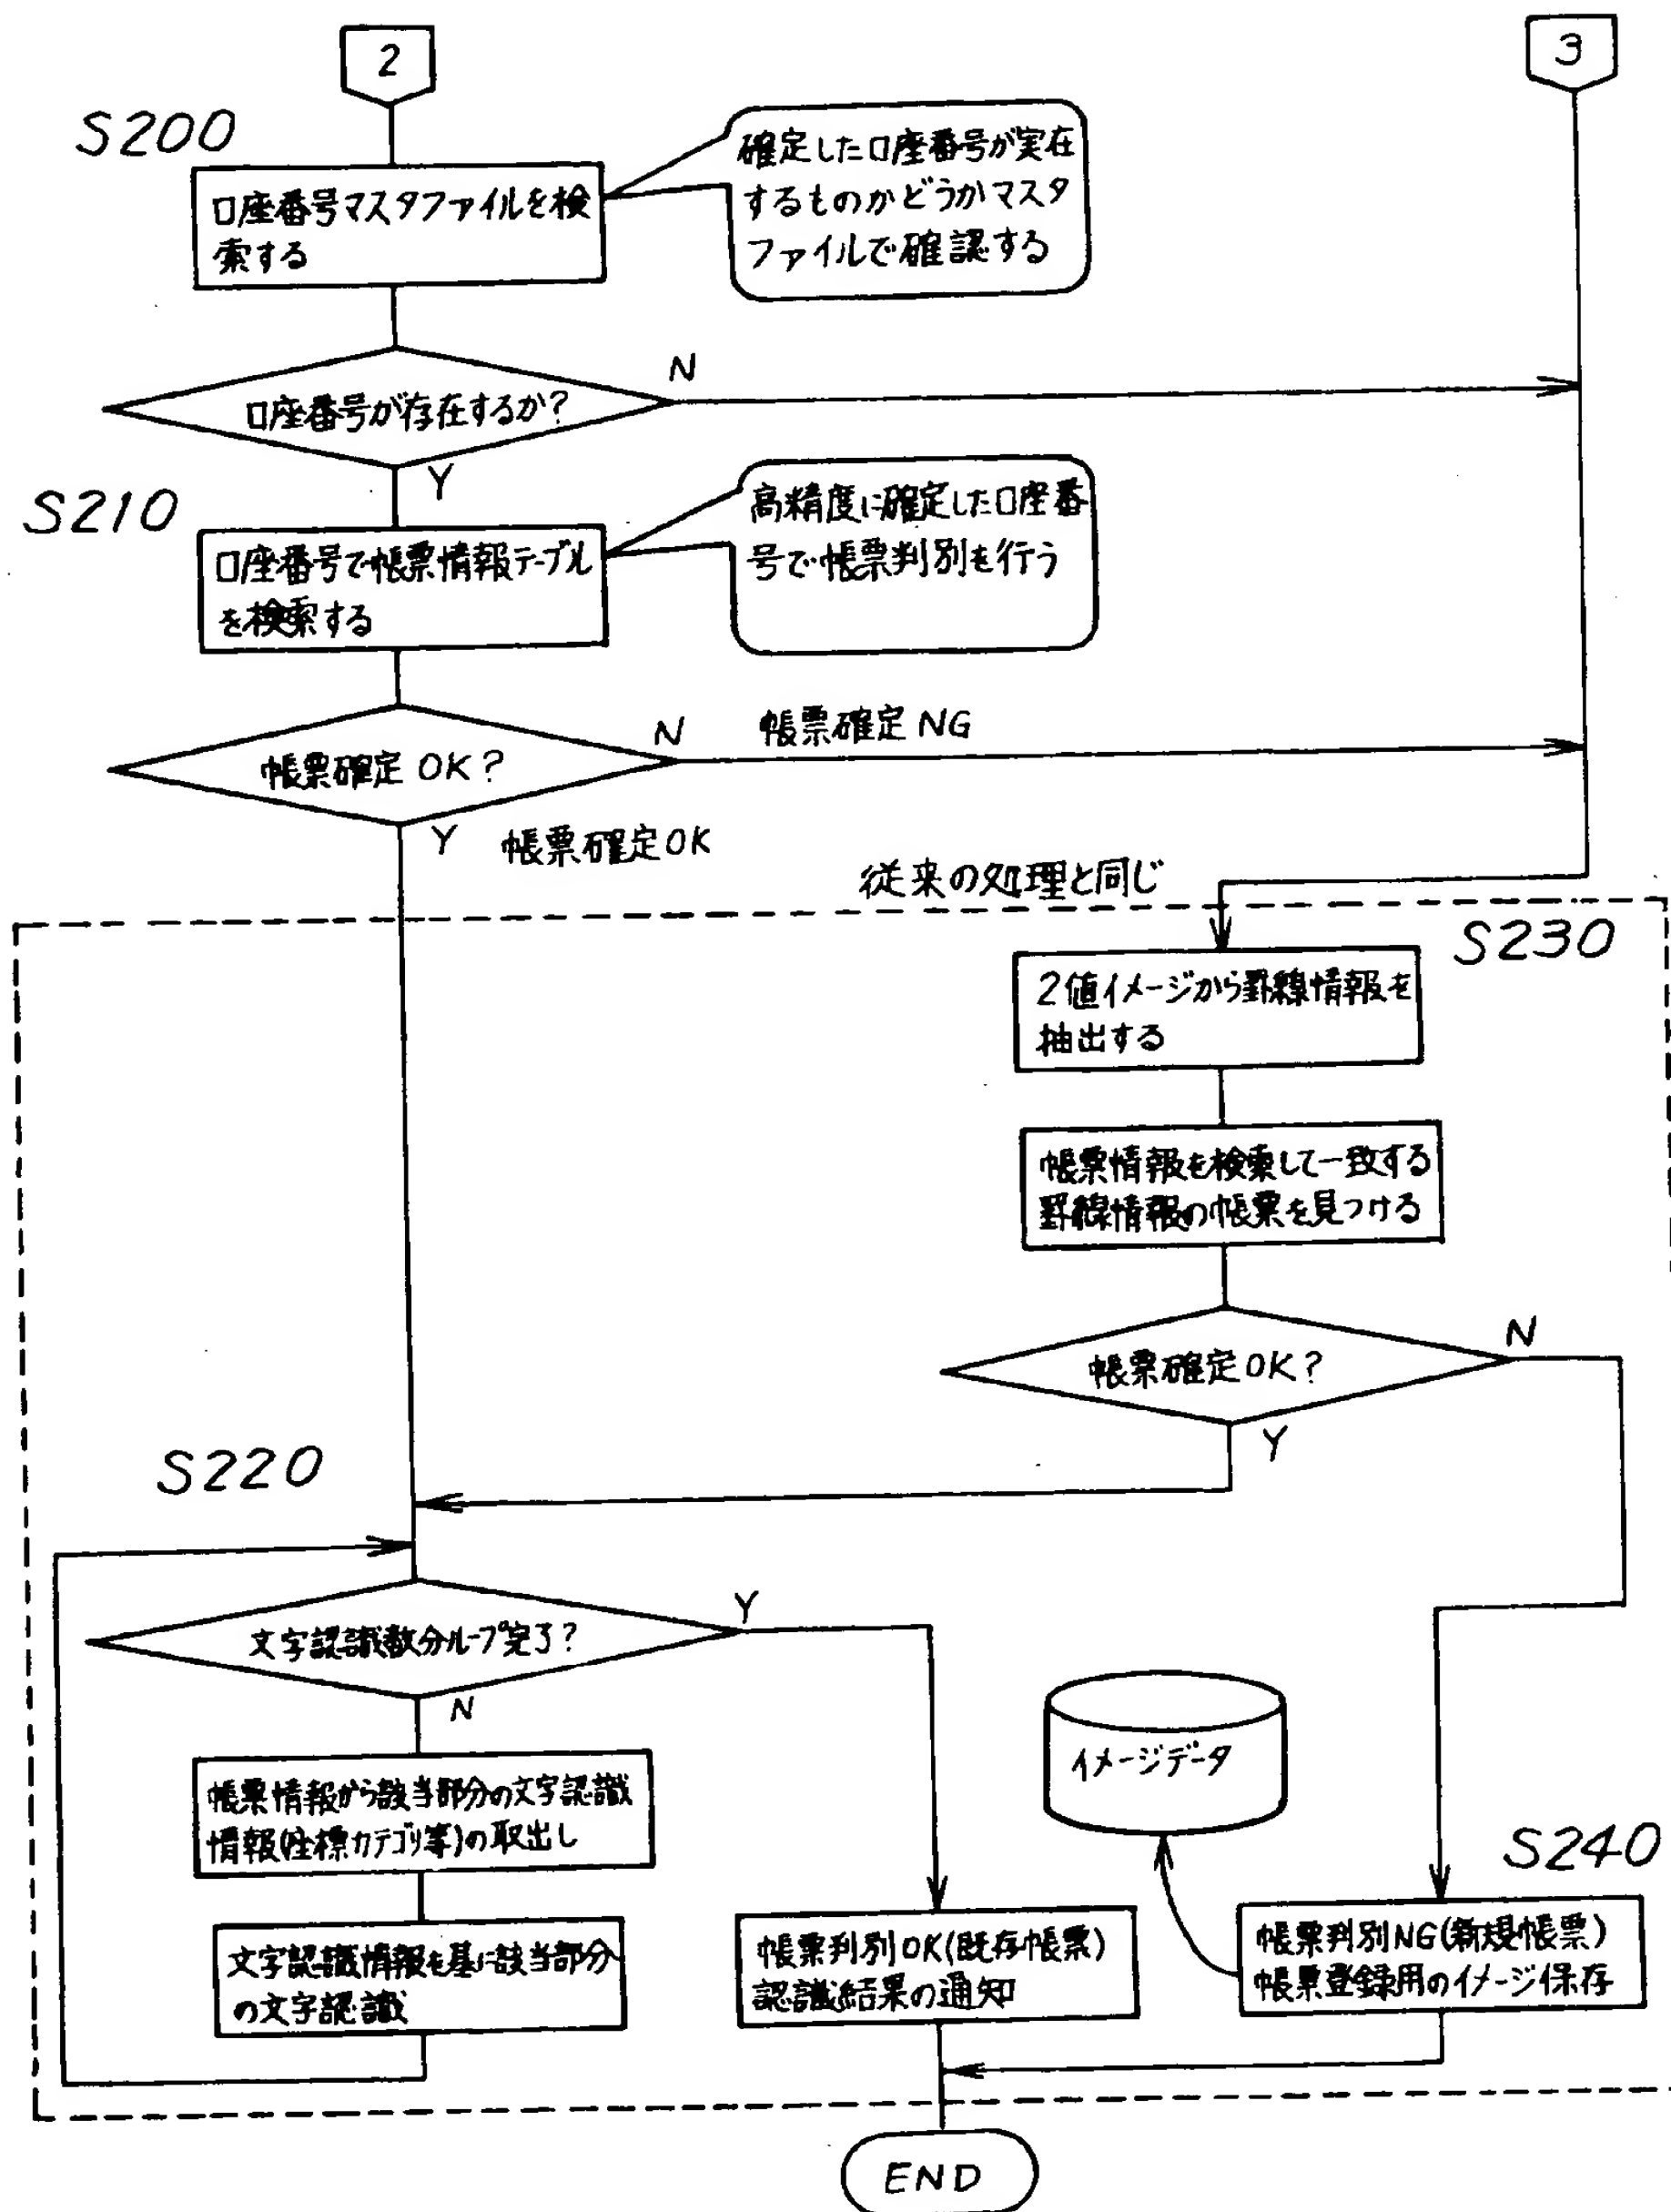 2
3
S200
口座番号マスタファイルを検
索する
確定した口座番号が実在
するものかどうかマスタ
ファイルで確認する
口座番号が存在するか?
N
Y
S210
口座番号で帳票情報テーブル
を検索する
高精度に確定した口座番
号で帳票判別を行う
帳票確定 OK?
N
帳票確定 NG
Y
帳票確定OK
従来の処理と同じ
S230
2値イメージから罫線情報を
抽出する
帳票情報を検索して一致する
罫線情報の帳票を見つける
帳票確定OK?
N
Y
S220
文字認識数分ループ完了?
Y
N
帳票情報から該当部分の文字認識
情報(座標カテゴリ等)の取出し
文字認識情報を基に該当部分
の文字認識
帳票判別OK(既存帳票)
認識結果の通知
イメージデータ
S240
帳票判別NG(新規帳票)
帳票登録用のイメージ保存
END